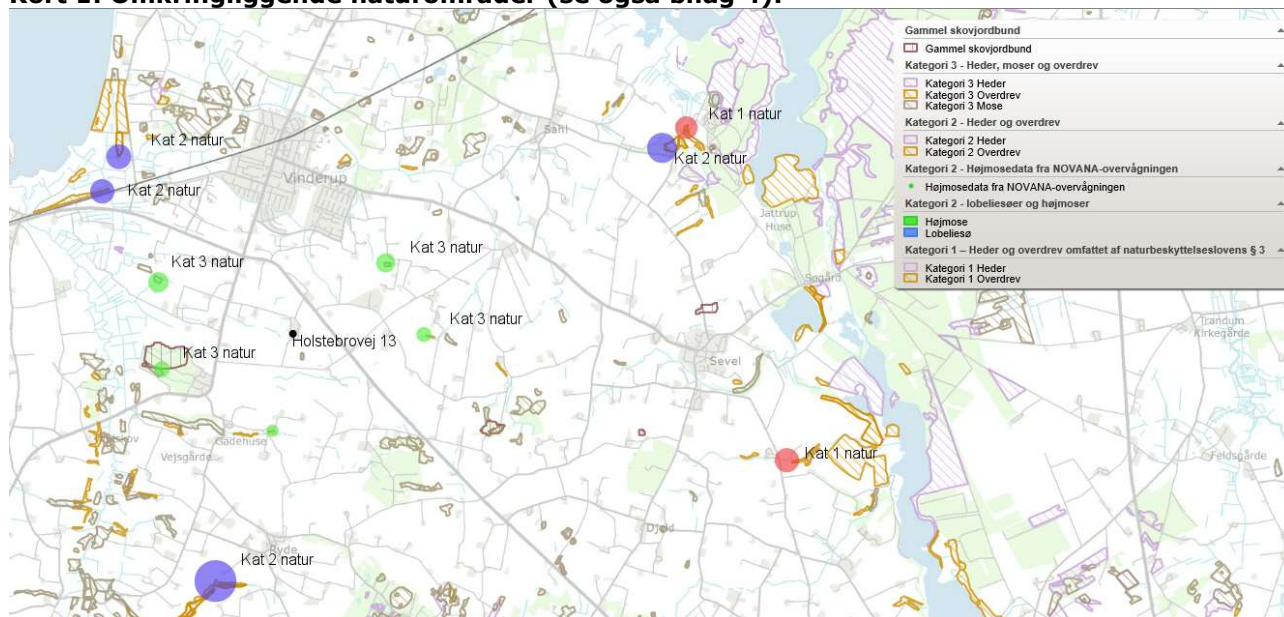 Kort 1. Omkringliggende naturområder (se også bilag 4).
Gammel skovjordbund
Gammel skovjordbund
Kategori 3 - Heder, moser og overdrev
Kategori 3 Heder
Kategori 3 Overdrev
Kategori 3 Mose
Kategori 2 - Heder og overdrev
Kategori 2 Heder
Kategori 2 Overdrev
Kategori 2 - Højmosedata fra NOVANA-overvågningen
Højmosedata fra NOVANA-overvågningen
Kategori 2 - lobeliesøer og højmoser
Højmose
Lobeliesø
Kategori 1 – Heder og overdrev omfattet af naturbeskyttelseslovens § 3
Kategori 1 Heder
Kategori 1 Overdrev
Kat 1 natur
Sahl
Kat 2 natur
Kat 2 natur
Vinderup
Kat 2 natur
Jattrup
Huse
Kat 3 natur
Kat 3 natur
Søgård
Kat 3 natur
Trandum
Kirkegårde
Holstebrovej 13
Kat 3 natur
Sevel
Gadehuse
Vejsgårde
Kat 1 natur
Feldsgårde
Djeld
Ryde
Kat 2 natur